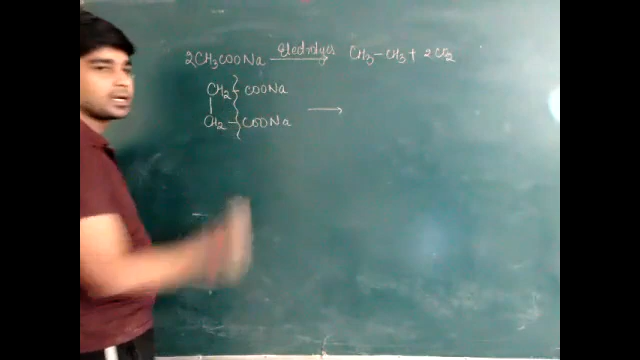 2CH₃COONa —Electrolysis→ CH₃–CH₃ + 2CO₂
CH₂ COONa
|
CH₂–COONa →